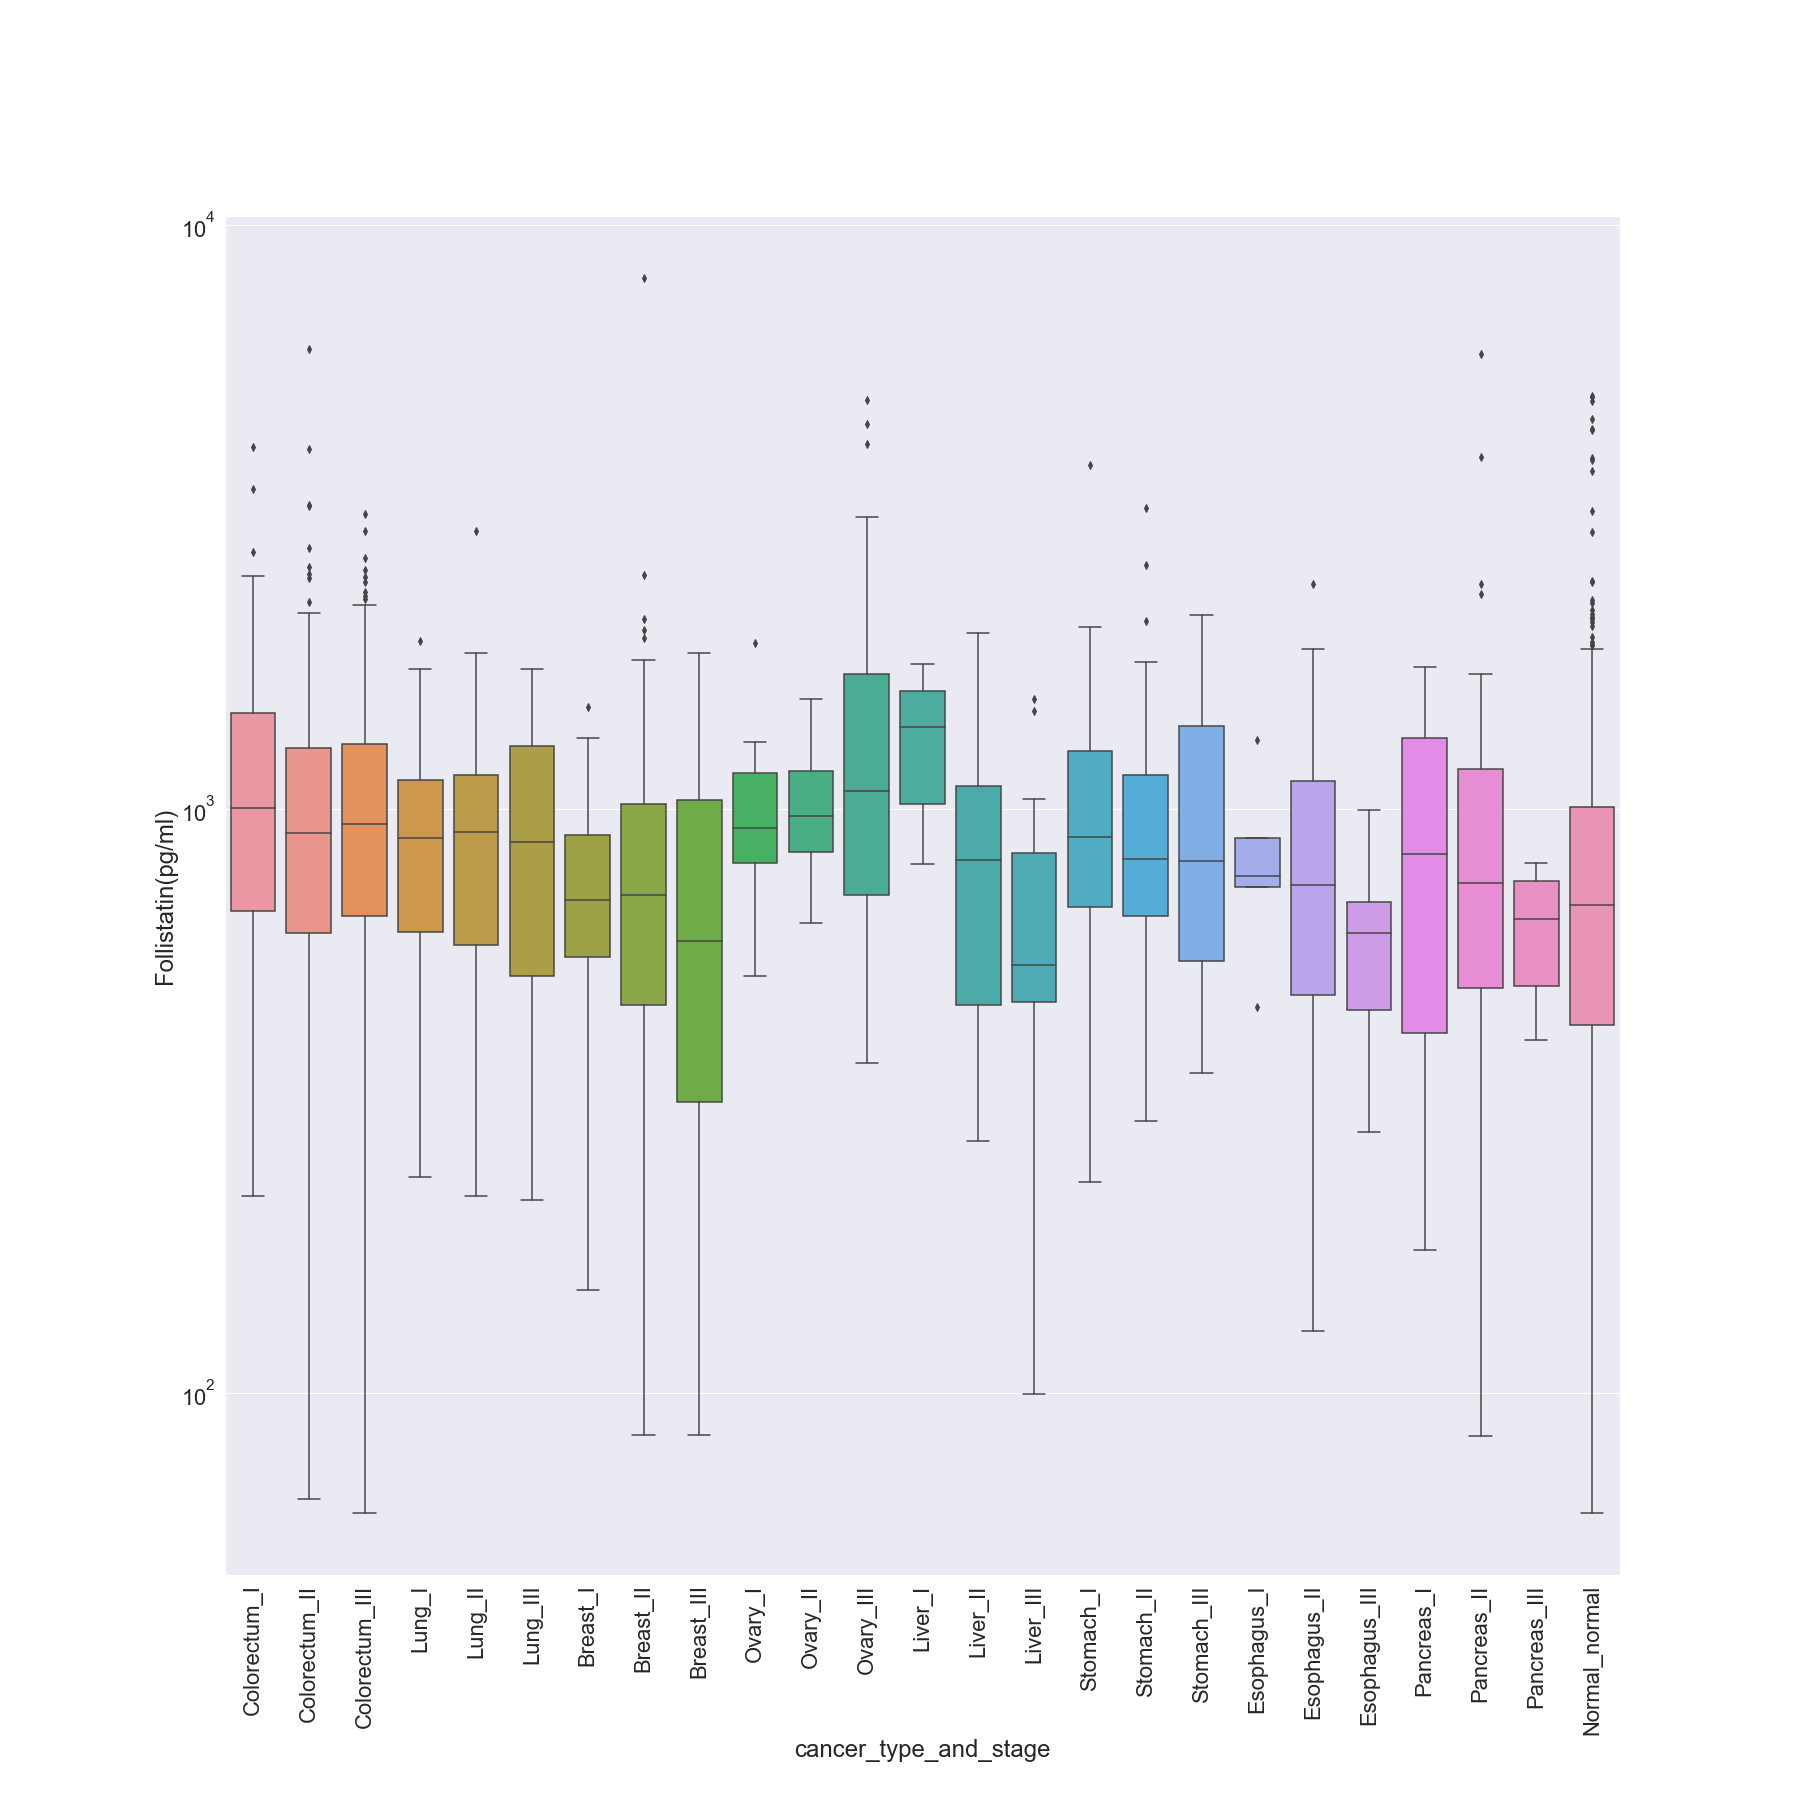 10^4
10^3
10^2
Follistatin(pg/ml)
Colorectum_I
Colorectum_II
Colorectum_III
Lung_I
Lung_II
Lung_III
Breast_I
Breast_II
Breast_III
Ovary_I
Ovary_II
Ovary_III
Liver_I
Liver_II
Liver_III
Stomach_I
Stomach_II
Stomach_III
Esophagus_I
Esophagus_II
Esophagus_III
Pancreas_I
Pancreas_II
Pancreas_III
Normal_normal
cancer_type_and_stage